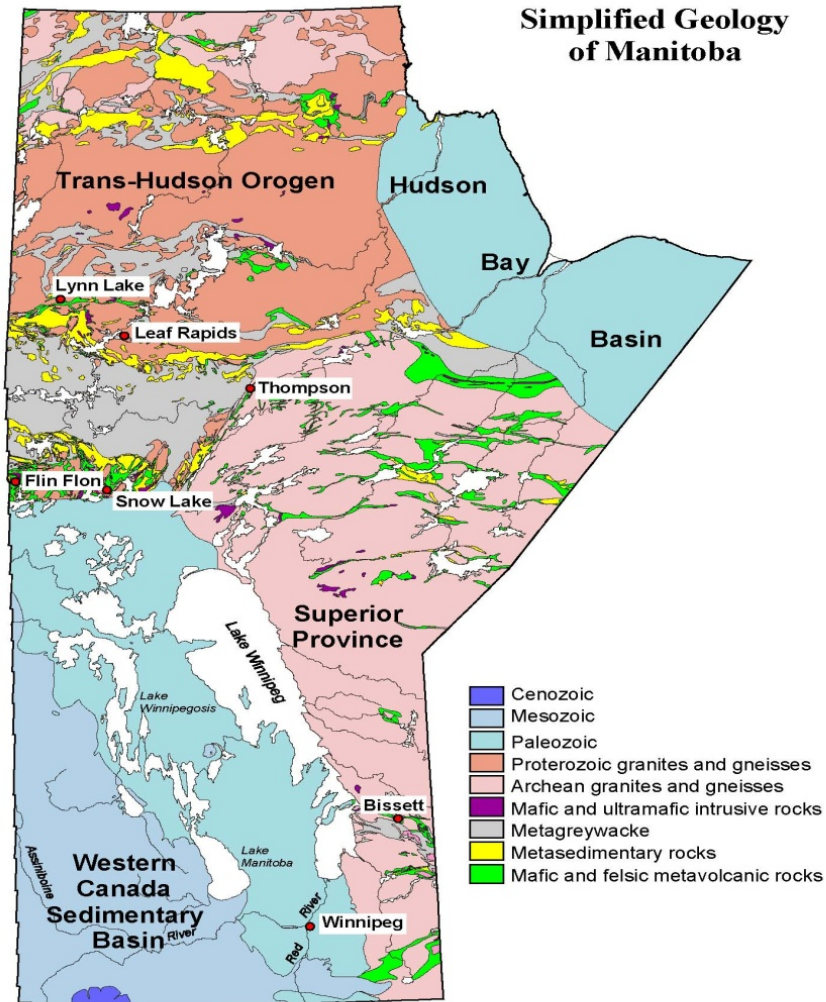 Simplified Geology
of Manitoba
Trans-Hudson Orogen
Hudson
Bay
Basin
Lynn Lake
Leaf Rapids
Thompson
Flin Flon
Snow Lake
Superior
Province
Lake Winnipeg
Lake
Winnipegosis
Bissett
Lake
Manitoba
Western
Canada
Sedimentary
Basin
Assiniboine
River
Winnipeg
Red
River
Cenozoic
Mesozoic
Paleozoic
Proterozoic granites and gneisses
Archean granites and gneisses
Mafic and ultramafic intrusive rocks
Metagreywacke
Metasedimentary rocks
Mafic and felsic metavolcanic rocks